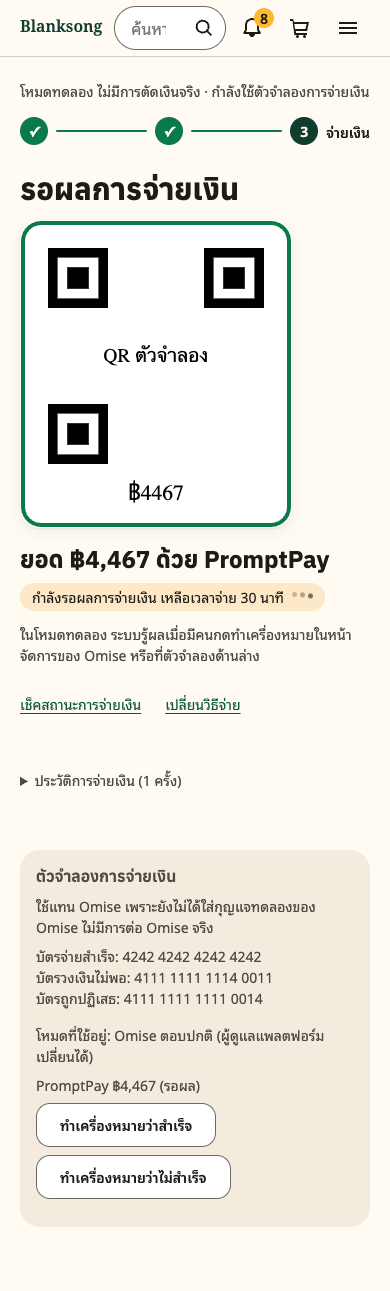 Blanksong
ค้นหา
8
โหมดทดลอง ไม่มีการตัดเงินจริง · กำลังใช้ตัวจำลองการจ่ายเงิน
3 จ่ายเงิน
รอผลการจ่ายเงิน
QR ตัวจำลอง
฿4467
ยอด ฿4,467 ด้วย PromptPay
กำลังรอผลการจ่ายเงิน เหลือเวลาจ่าย 30 นาที
ในโหมดทดลอง ระบบรู้ผลเมื่อมีคนกดทำเครื่องหมายในหน้า
จัดการของ Omise หรือที่ตัวจำลองด้านล่าง
เช็คสถานะการจ่ายเงิน เปลี่ยนวิธีจ่าย
ประวัติการจ่ายเงิน (1 ครั้ง)
ตัวจำลองการจ่ายเงิน
ใช้แทน Omise เพราะยังไม่ได้ใส่กุญแจทดลองของ
Omise ไม่มีการต่อ Omise จริง
บัตรจ่ายสำเร็จ: 4242 4242 4242 4242
บัตรวงเงินไม่พอ: 4111 1111 1114 0011
บัตรถูกปฏิเสธ: 4111 1111 1111 0014
โหมดที่ใช้อยู่: Omise ตอบปกติ (ผู้ดูแลแพลตฟอร์ม
เปลี่ยนได้)
PromptPay ฿4,467 (รอผล)
ทำเครื่องหมายว่าสำเร็จ
ทำเครื่องหมายว่าไม่สำเร็จ